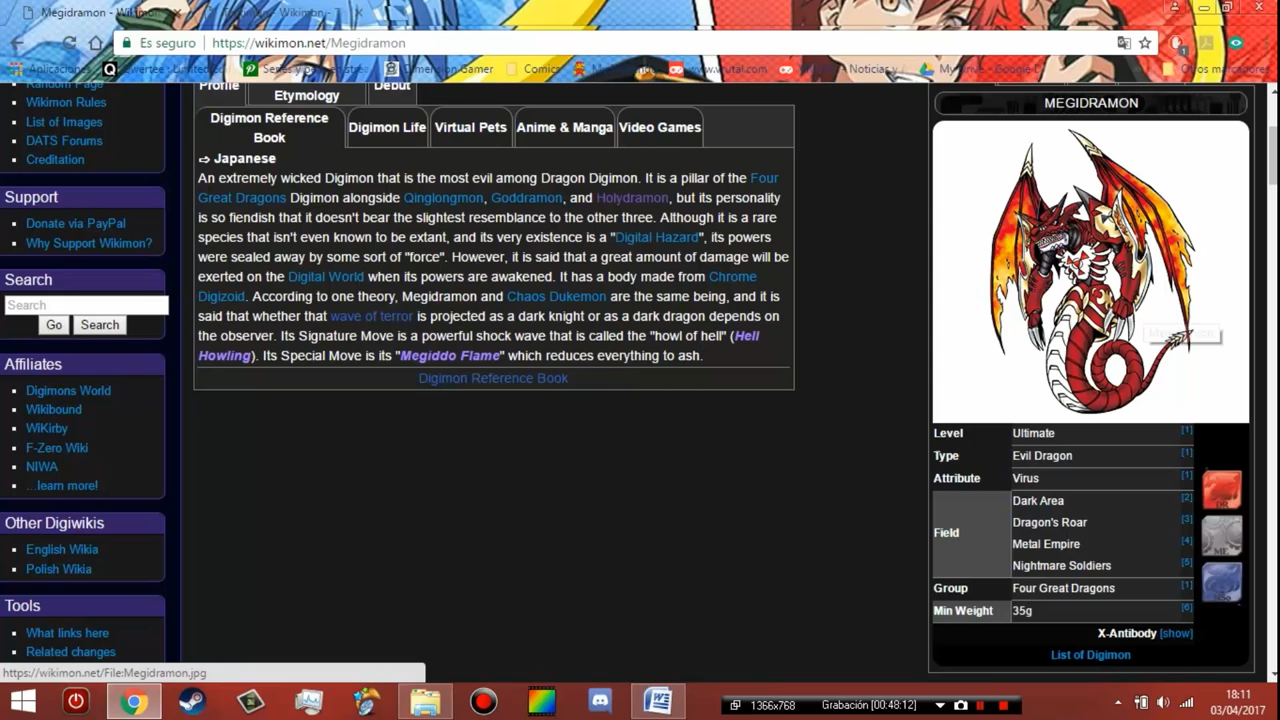 Megidramon - Wikimon
Wikimon - T
Es seguro https://wikimon.net/Megidramon
Aplicaciones
Comics
www.vrutal.com
My Drive - Google D
Otros marcadores
Random Page
Wikimon Rules
List of Images
DATS Forums
Creditation
Support
Donate via PayPal
Why Support Wikimon?
Search
Search
Go Search
Affiliates
Digimons World
Wikibound
WiKirby
F-Zero Wiki
NIWA
...learn more!
Other Digiwikis
English Wikia
Polish Wikia
Tools
What links here
Related changes
https://wikimon.net/File:Megidramon.jpg
Profile
Etymology
Debut
Digimon Reference
Book
Digimon Life
Virtual Pets
Anime & Manga
Video Games
⇨ Japanese
An extremely wicked Digimon that is the most evil among Dragon Digimon. It is a pillar of the Four
Great Dragons Digimon alongside Qinglongmon, Goddramon, and Holydramon, but its personality
is so fiendish that it doesn't bear the slightest resemblance to the other three. Although it is a rare
species that isn't even known to be extant, and its very existence is a "Digital Hazard", its powers
were sealed away by some sort of "force". However, it is said that a great amount of damage will be
exerted on the Digital World when its powers are awakened. It has a body made from Chrome
Digizoid. According to one theory, Megidramon and Chaos Dukemon are the same being, and it is
said that whether that wave of terror is projected as a dark knight or as a dark dragon depends on
the observer. Its Signature Move is a powerful shock wave that is called the "howl of hell" (Hell
Howling). Its Special Move is its "Megiddo Flame" which reduces everything to ash.
Digimon Reference Book
MEGIDRAMON
Level Ultimate [1]
Type Evil Dragon [1]
Attribute Virus [1]
Field
Dark Area [2]
Dragon's Roar [3]
Metal Empire [4]
Nightmare Soldiers [5]
Group Four Great Dragons [1]
Min Weight 35g [6]
X-Antibody [show]
List of Digimon
1366x768 Grabación [00:48:12]
18:11
03/04/2017